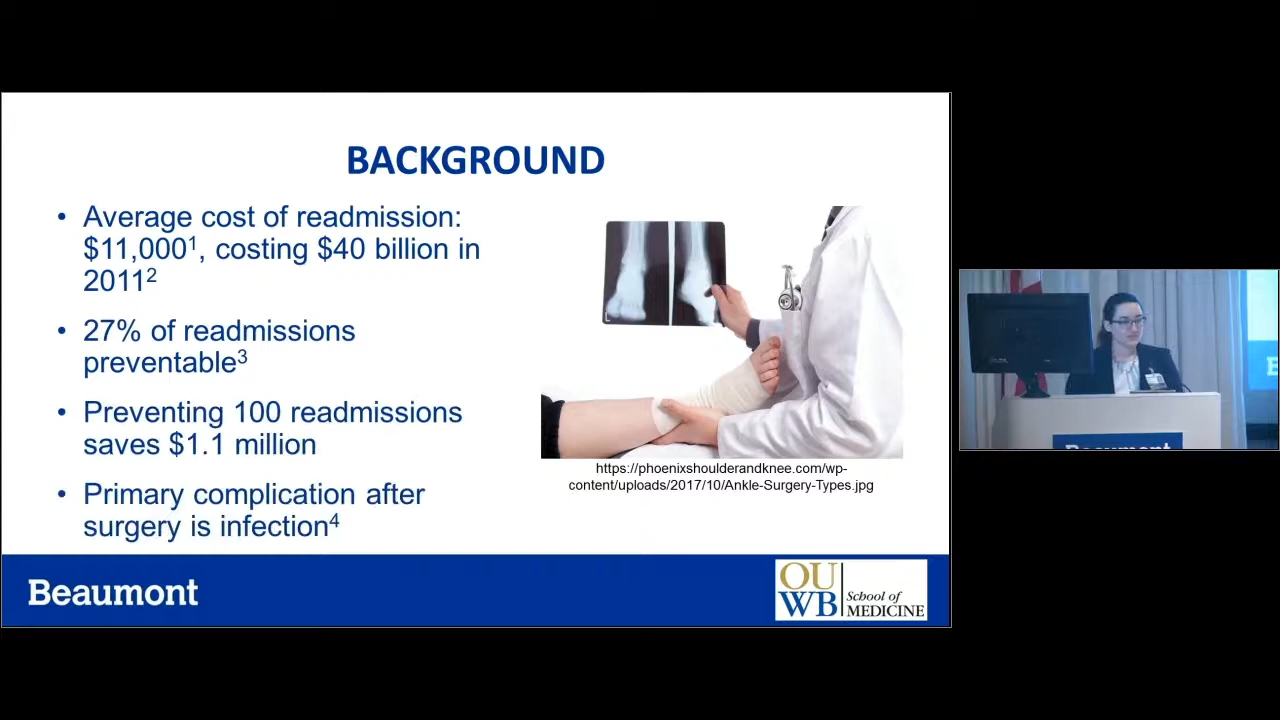 BACKGROUND
• Average cost of readmission:
$11,000¹, costing $40 billion in
2011²
• 27% of readmissions
preventable³
• Preventing 100 readmissions
saves $1.1 million
• Primary complication after
surgery is infection⁴
https://phoenixshoulderandknee.com/wp-
content/uploads/2017/10/Ankle-Surgery-Types.jpg
Beaumont
OU
WB
School of
MEDICINE
Beaumont